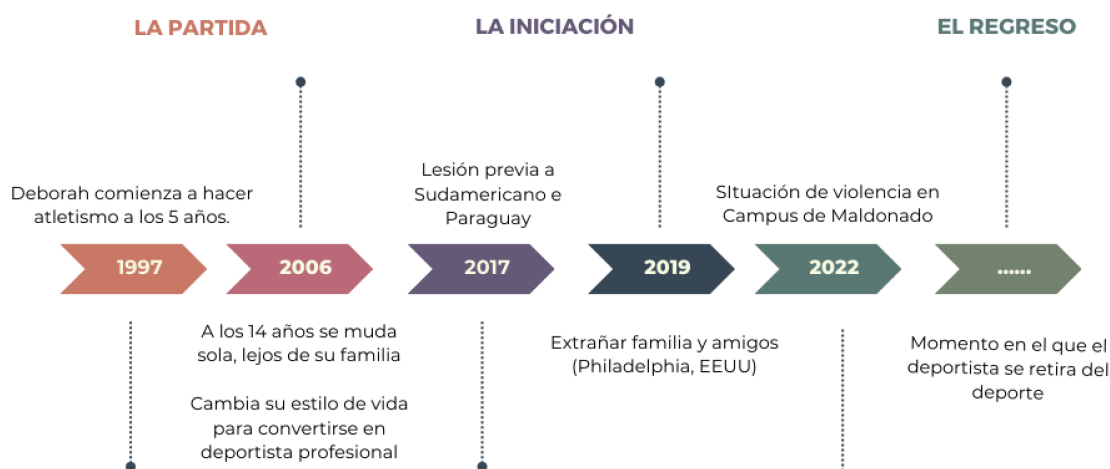 LA PARTIDA
LA INICIACIÓN
EL REGRESO
Deborah comienza a hacer
atletismo a los 5 años.
Lesión previa a
Sudamericano e
Paraguay
SItuación de violencia en
Campus de Maldonado
1997
2006
2017
2019
2022
......
A los 14 años se muda
sola, lejos de su familia
Cambia su estilo de vida
para convertirse en
deportista profesional
Extrañar familia y amigos
(Philadelphia, EEUU)
Momento en el que el
deportista se retira del
deporte